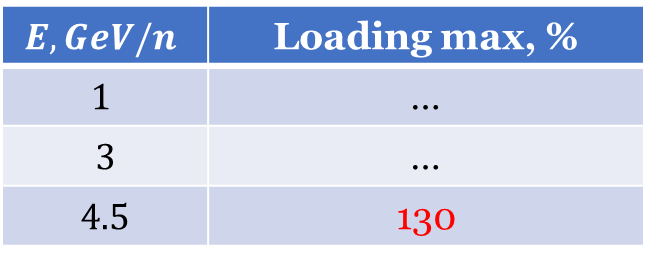 E, GeV/n Loading max, %
1 ...
3 ...
4.5 130